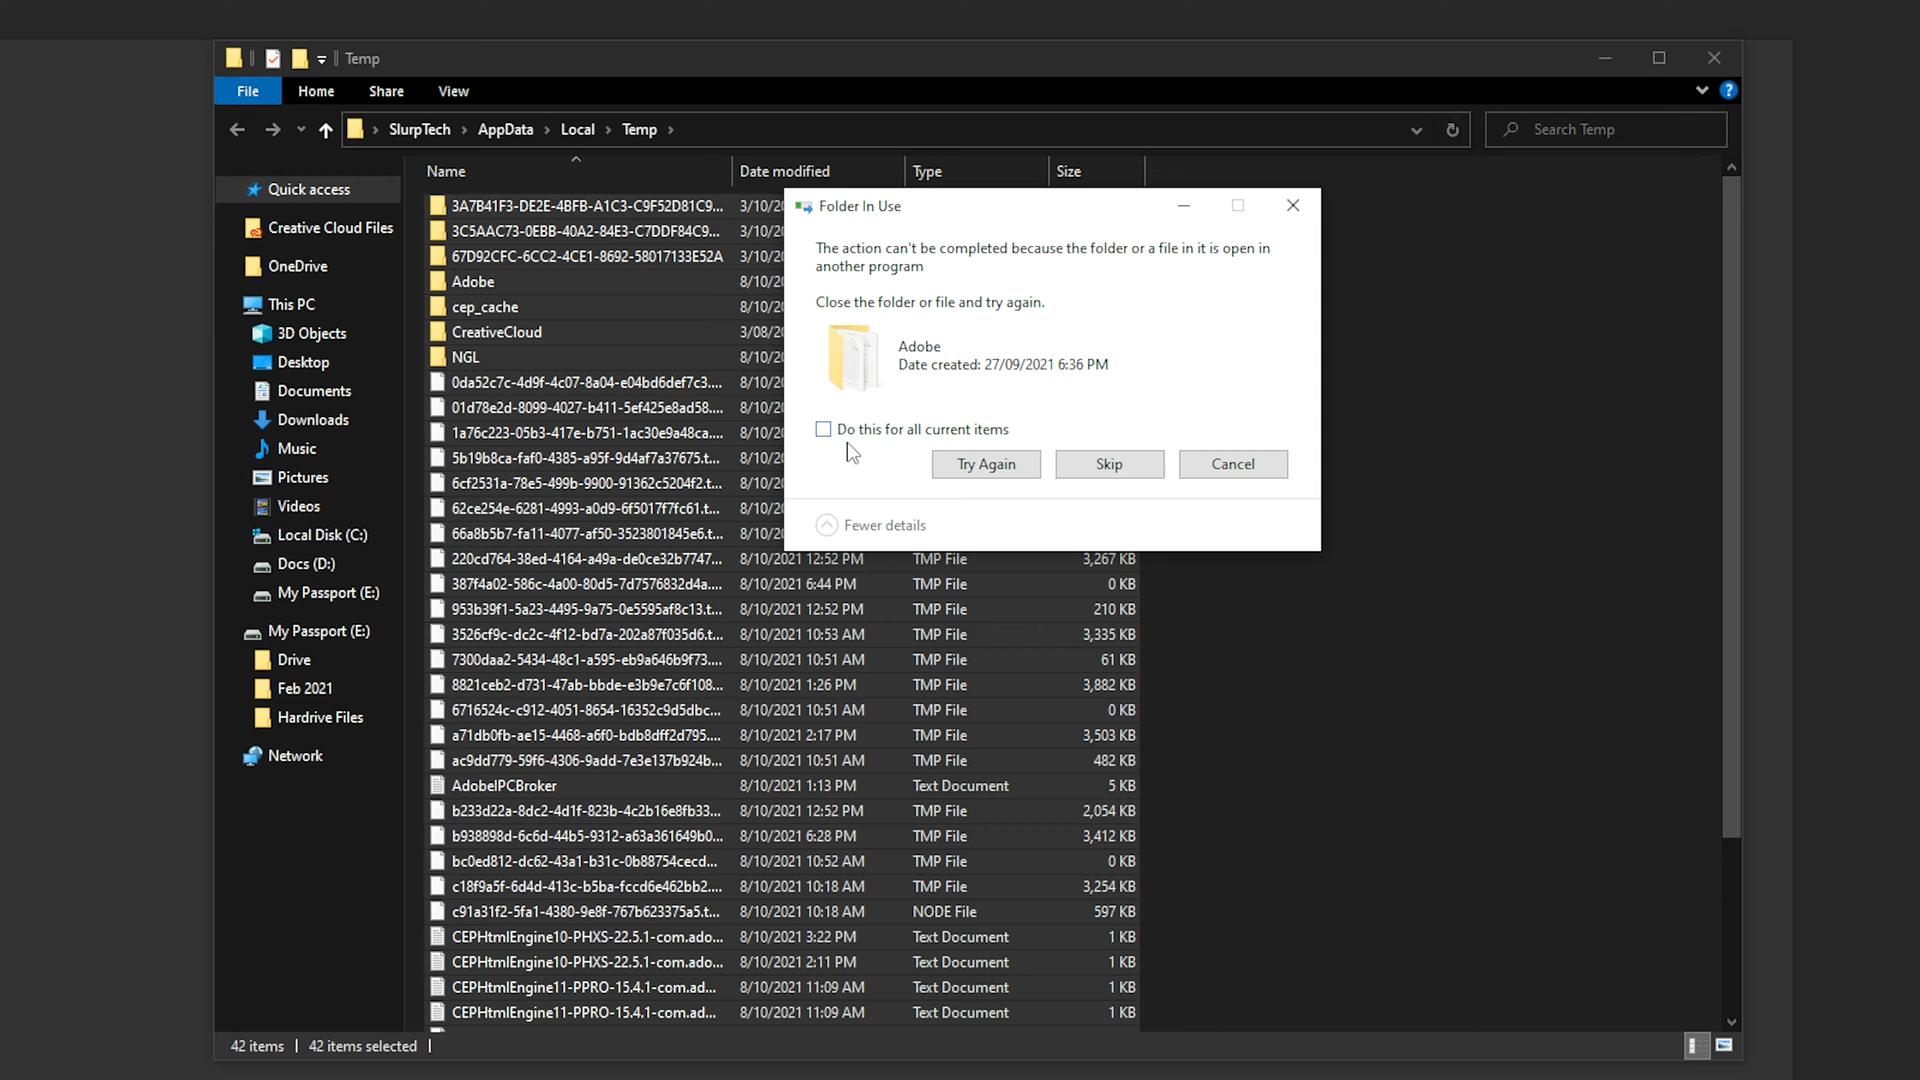 Temp
File Home Share View
SlurpTech AppData Local Temp
Search Temp
Name Date modified Type Size
Quick access
Creative Cloud Files
OneDrive
This PC
3D Objects
Desktop
Documents
Downloads
Music
Pictures
Videos
Local Disk (C:)
Docs (D:)
My Passport (E:)
My Passport (E:)
Drive
Feb 2021
Hardrive Files
Network
3A7B41F3-DE2E-4BFB-A1C3-C9F52D81C9... 3/10/20
3C5AAC73-0EBB-40A2-84E3-C7DDF84C9... 3/10/20
67D92CFC-6CC2-4CE1-8692-58017133E52A 3/10/20
Adobe 8/10/20
cep_cache 8/10/20
CreativeCloud 3/08/20
NGL 8/10/20
0da52c7c-4d9f-4c07-8a04-e04bd6def7c3.... 8/10/20
01d78e2d-8099-4027-b411-5ef425e8ad58.... 8/10/20
1a76c223-05b3-417e-b751-1ac30e9a48ca.... 8/10/20
5b19b8ca-faf0-4385-a95f-9d4af7a37675.t... 8/10/20
6cf2531a-78e5-499b-9900-91362c5204f2.t... 8/10/20
62ce254e-6281-4993-a0d9-6f5017f7fc61.t... 8/10/20
66a8b5b7-fa11-4077-af50-3523801845e6.t... 8/10/20
220cd764-38ed-4164-a49a-de0ce32b7747... 8/10/2021 12:52 PM TMP File 3,267 KB
387f4a02-586c-4a00-80d5-7d7576832d4a.... 8/10/2021 6:44 PM TMP File 0 KB
953b39f1-5a23-4495-9a75-0e5595af8c13.t... 8/10/2021 12:52 PM TMP File 210 KB
3526cf9c-dc2c-4f12-bd7a-202a87f035d6.t... 8/10/2021 10:53 AM TMP File 3,335 KB
7300daa2-5434-48c1-a595-eb9a646b9f73.... 8/10/2021 10:51 AM TMP File 61 KB
8821ceb2-d731-47ab-bbde-e3b9e7c6f108... 8/10/2021 1:26 PM TMP File 3,882 KB
6716524c-c912-4051-8654-16352c9d5dbc... 8/10/2021 10:51 AM TMP File 0 KB
a71db0fb-ae15-4468-a6f0-bdb8dff2d795.... 8/10/2021 2:17 PM TMP File 3,503 KB
ac9dd779-59f6-4306-9add-7e3e137b924b... 8/10/2021 10:51 AM TMP File 482 KB
AdobeIPCBroker 8/10/2021 1:13 PM Text Document 5 KB
b233d22a-8dc2-4d1f-823b-4c2b16e8fb33... 8/10/2021 12:52 PM TMP File 2,054 KB
b938898d-6c6d-44b5-9312-a63a361649b0... 8/10/2021 6:28 PM TMP File 3,412 KB
bc0ed812-dc62-43a1-b31c-0b88754cecd... 8/10/2021 10:52 AM TMP File 0 KB
c18f9a5f-6d4d-413c-b5ba-fccd6e462bb2.... 8/10/2021 10:18 AM TMP File 3,254 KB
c91a31f2-5fa1-4380-9e8f-767b623375a5.t... 8/10/2021 10:18 AM NODE File 597 KB
CEPHtmlEngine10-PHXS-22.5.1-com.ado... 8/10/2021 3:22 PM Text Document 1 KB
CEPHtmlEngine10-PHXS-22.5.1-com.ado... 8/10/2021 2:11 PM Text Document 1 KB
CEPHtmlEngine11-PPRO-15.4.1-com.ad... 8/10/2021 11:09 AM Text Document 1 KB
CEPHtmlEngine11-PPRO-15.4.1-com.ad... 8/10/2021 11:09 AM Text Document 1 KB
42 items 42 items selected
Folder In Use
The action can't be completed because the folder or a file in it is open in
another program
Close the folder or file and try again.
Adobe
Date created: 27/09/2021 6:36 PM
Do this for all current items
Try Again Skip Cancel
Fewer details